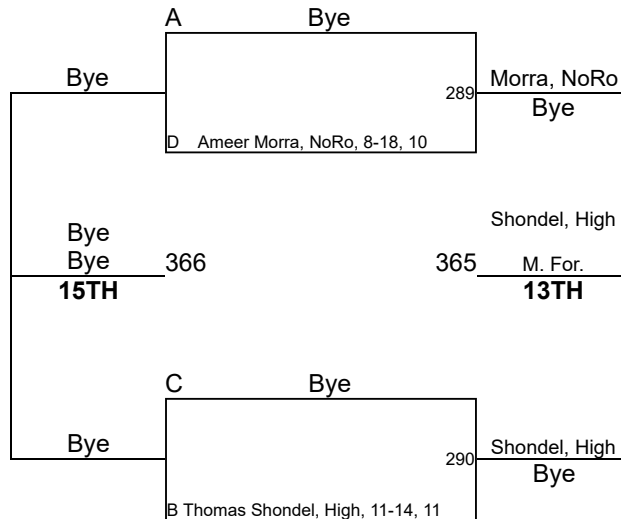 A Bye
Bye
289
Morra, NoRo
Bye
D Ameer Morra, NoRo, 8-18, 10
Shondel, High
Bye
Bye
366
365
M. For.
15TH
13TH
C Bye
Bye
290
Shondel, High
Bye
B Thomas Shondel, High, 11-14, 11